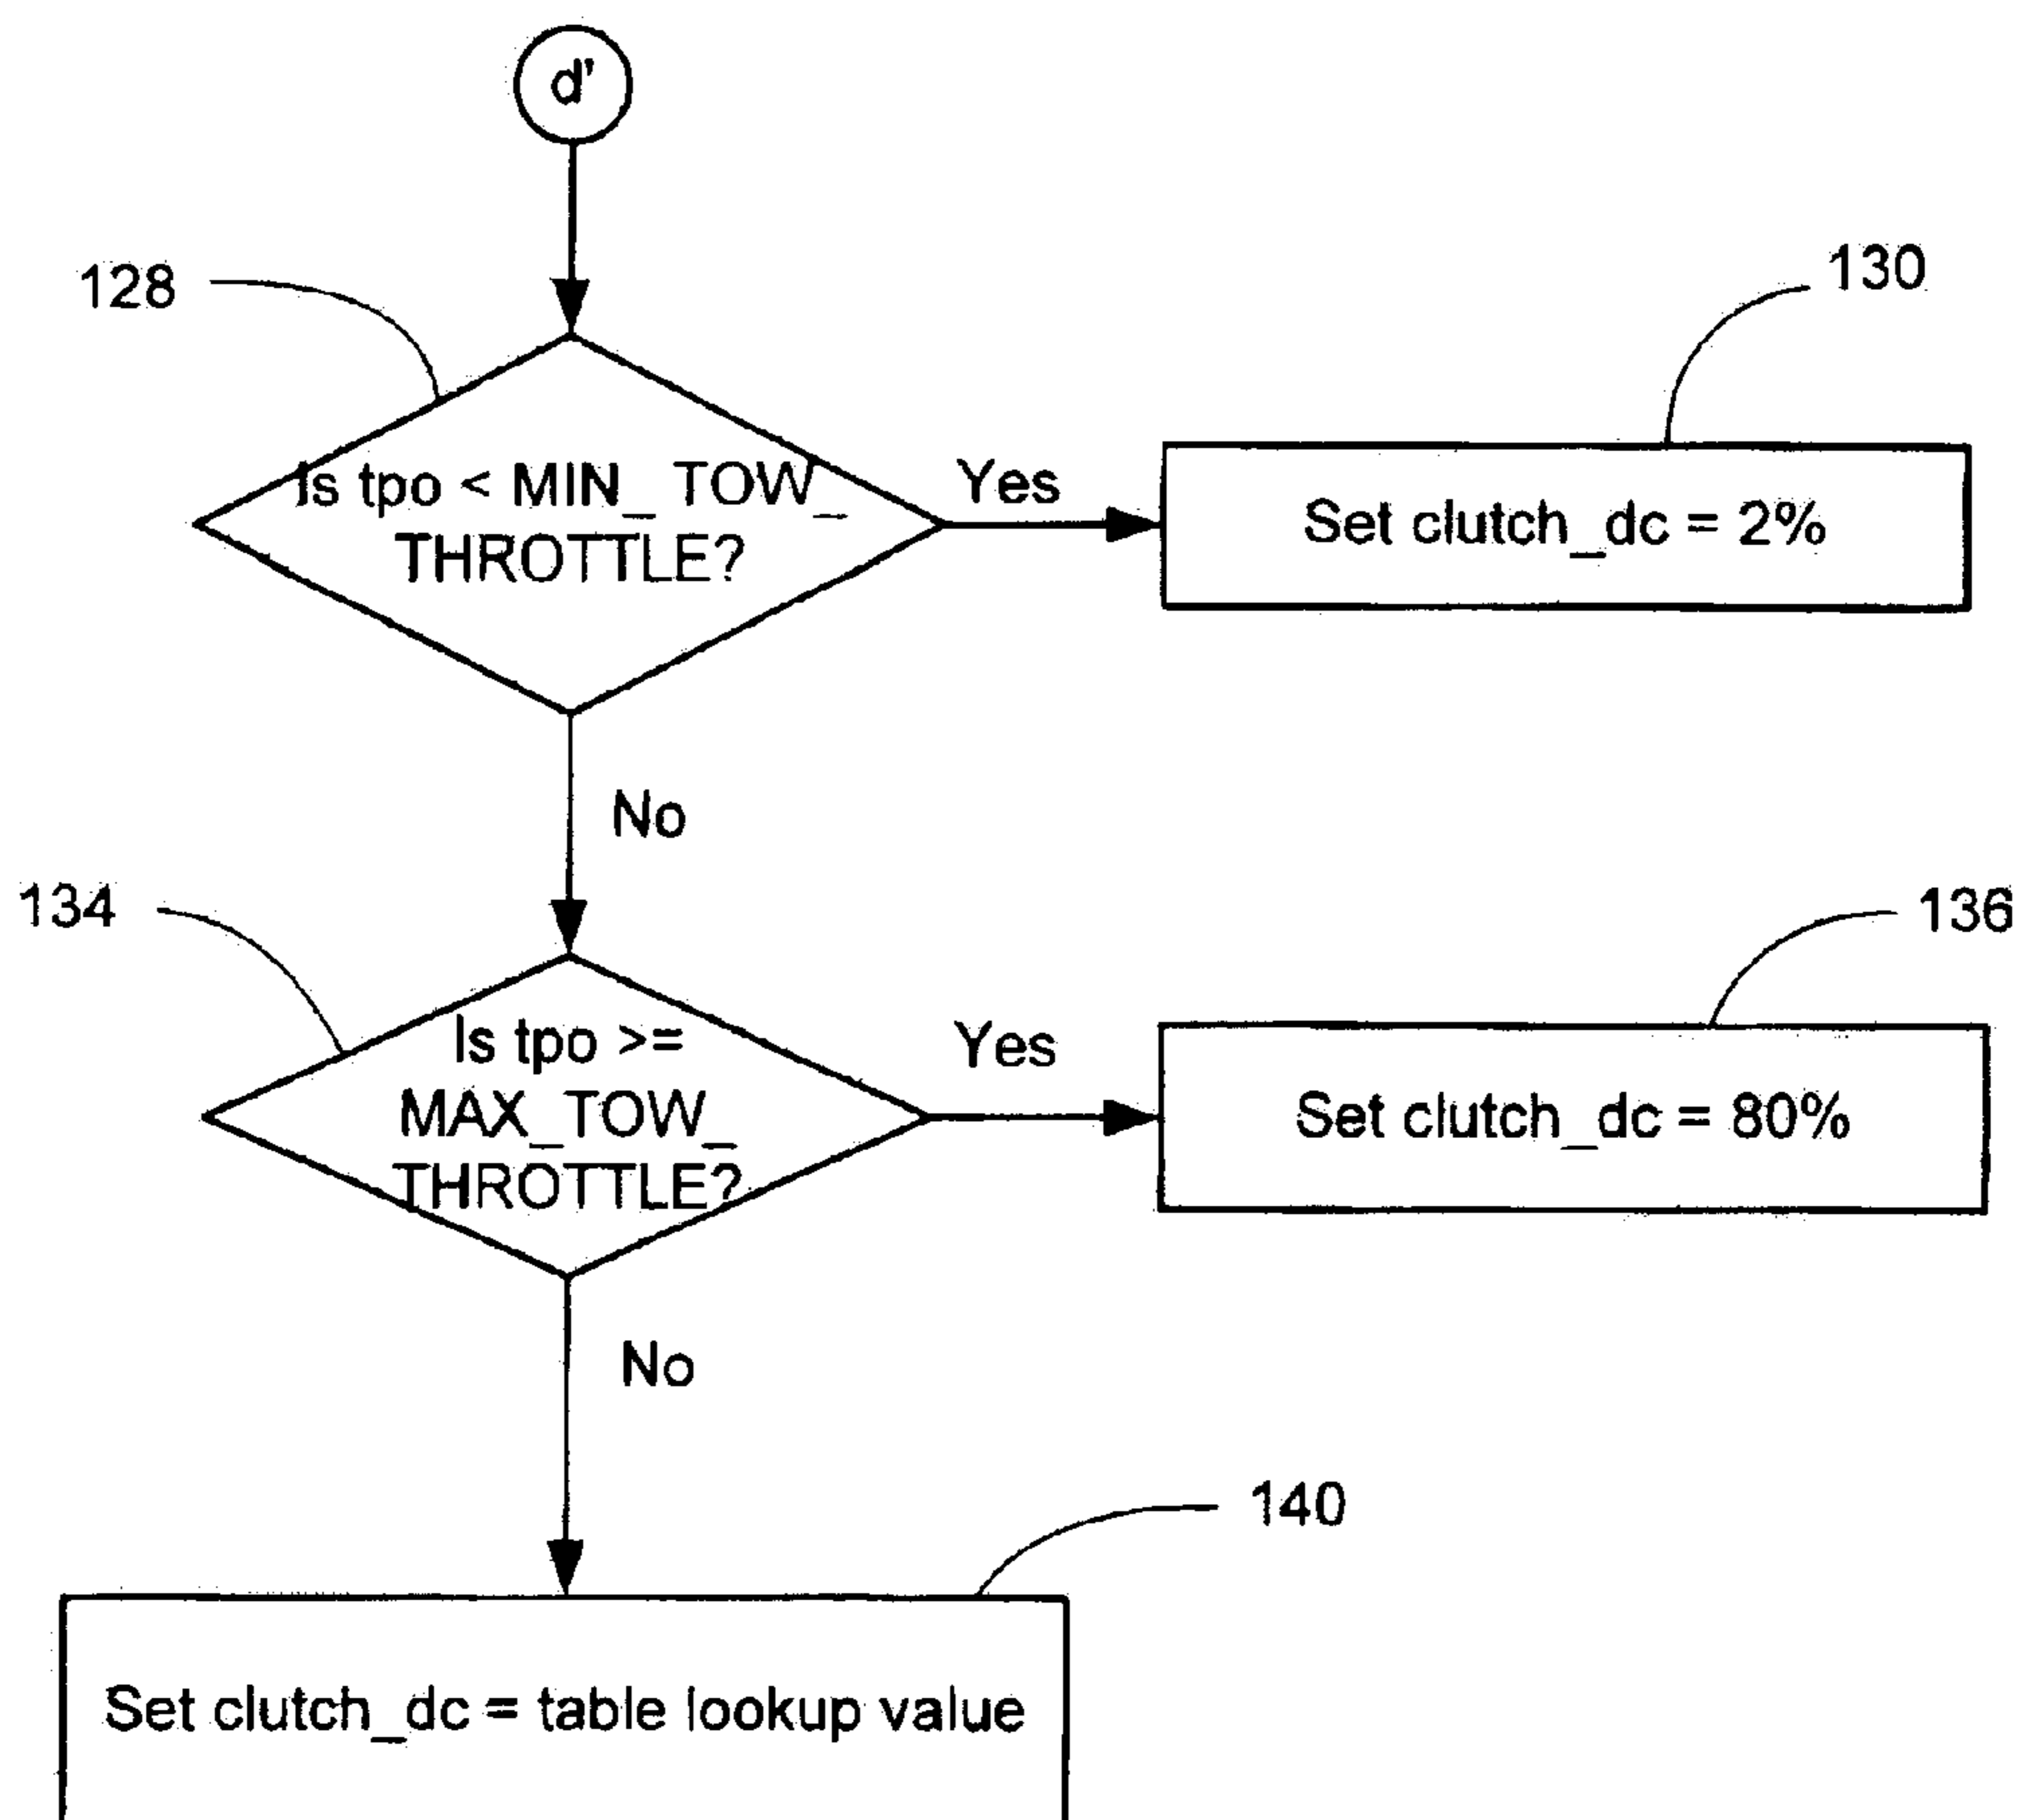 d'
128
130
Is tpo < MIN_ TOW_
THROTTLE?
Yes
Set clutch_dc = 2%
No
134
136
Is tpo >=
MAX_TOW_
THROTTLE?
Yes
Set clutch_dc = 80%
No
140
Set clutch_dc = table lookup value